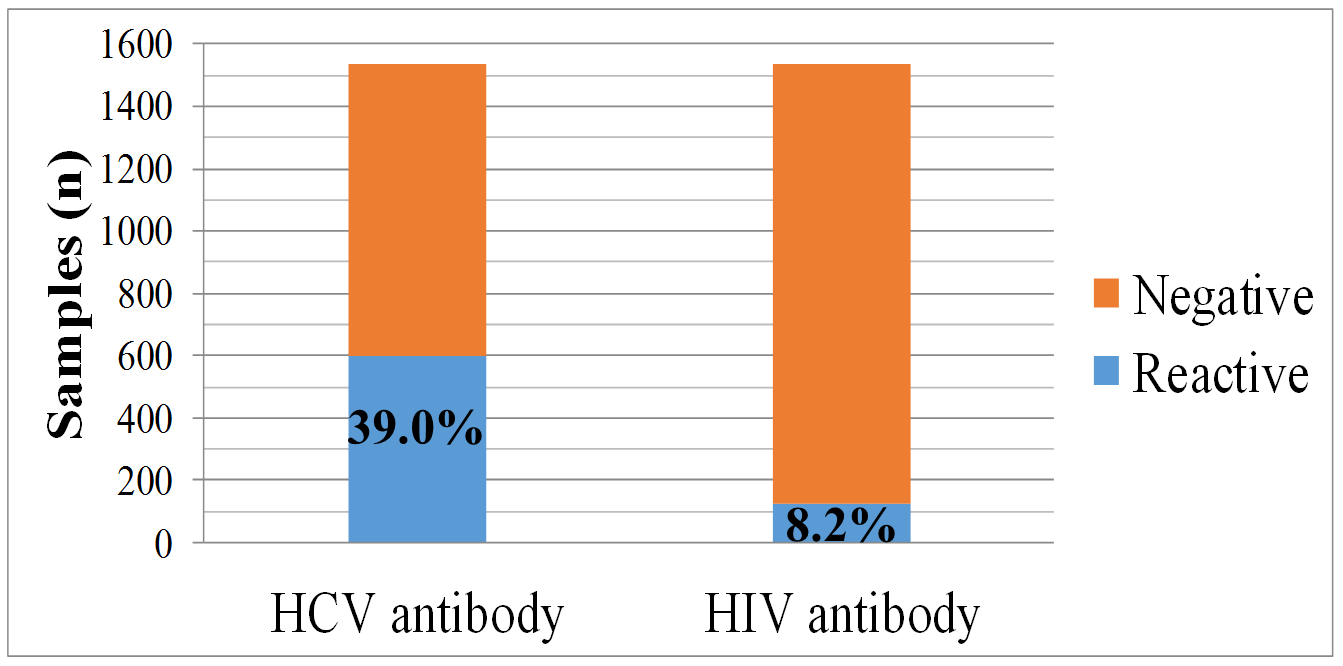 Samples (n)
1600
1400
1200
1000
800
600
400
200
0
39.0%
8.2%
HCV antibody
HIV antibody
Negative
Reactive